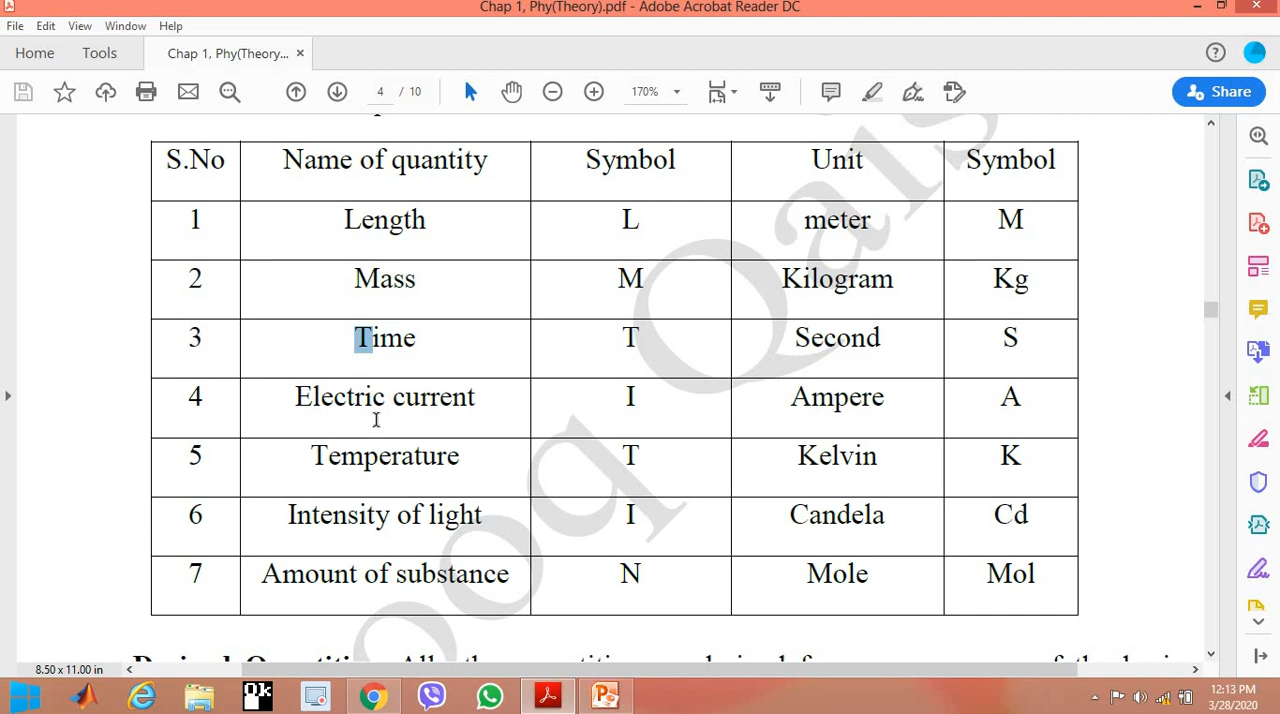 Chap 1, Phy(Theory).pdf - Adobe Acrobat Reader DC
File Edit View Window Help
Home Tools Chap 1, Phy(Theory... ×
4 / 10 170% Share
S.No Name of quantity Symbol Unit Symbol
1 Length L meter M
2 Mass M Kilogram Kg
3 Time T Second S
4 Electric current I Ampere A
5 Temperature T Kelvin K
6 Intensity of light I Candela Cd
7 Amount of substance N Mole Mol
ooq Qais
8.50 x 11.00 in
12:13 PM
3/28/2020